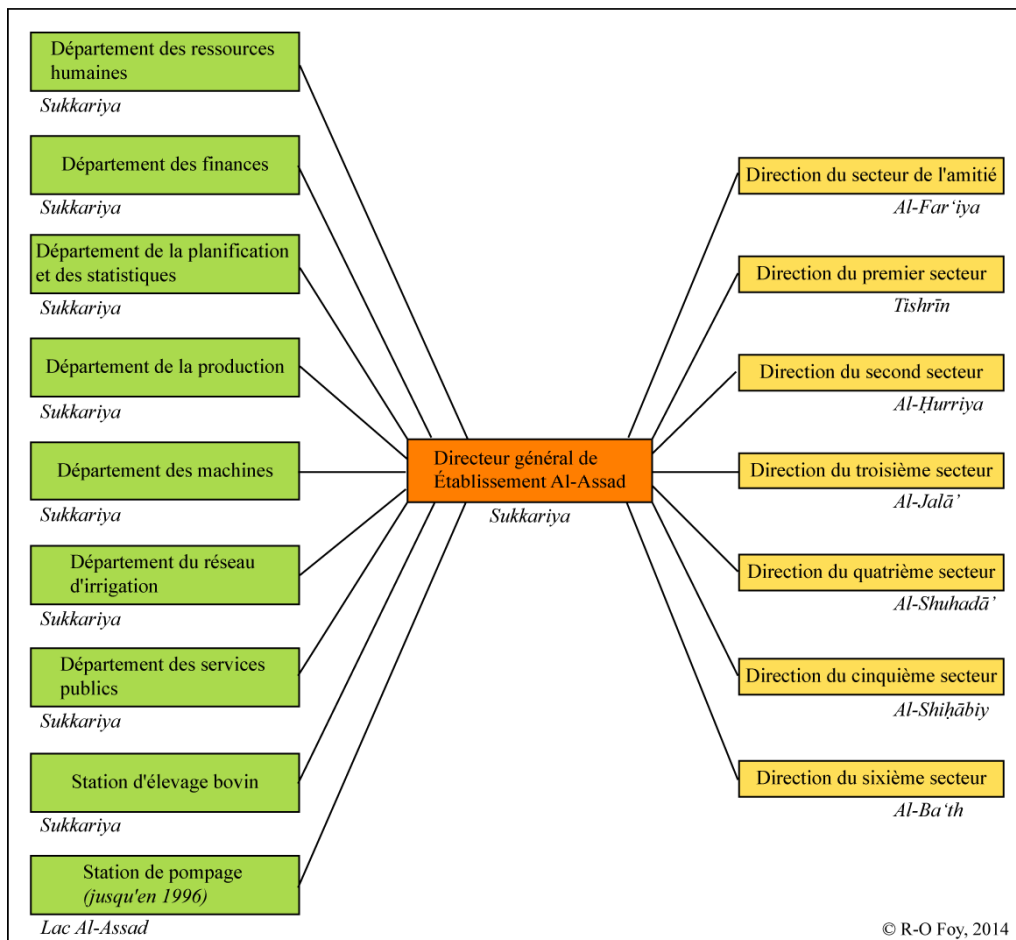 Département des ressources
humaines
Sukkariya
Département des finances
Sukkariya
Département de la planification
et des statistiques
Sukkariya
Département de la production
Sukkariya
Département des machines
Sukkariya
Département du réseau
d'irrigation
Sukkariya
Département des services
publics
Sukkariya
Station d'élevage bovin
Sukkariya
Station de pompage
(jusqu'en 1996)
Lac Al-Assad
Directeur général de
Établissement Al-Assad
Sukkariya
Direction du secteur de l'amitié
Al-Far‘iya
Direction du premier secteur
Tishrīn
Direction du second secteur
Al-Ḥurriya
Direction du troisième secteur
Al-Jalā’
Direction du quatrième secteur
Al-Shuhadā’
Direction du cinquième secteur
Al-Shiḥābiy
Direction du sixième secteur
Al-Ba‘th
© R-O Foy, 2014